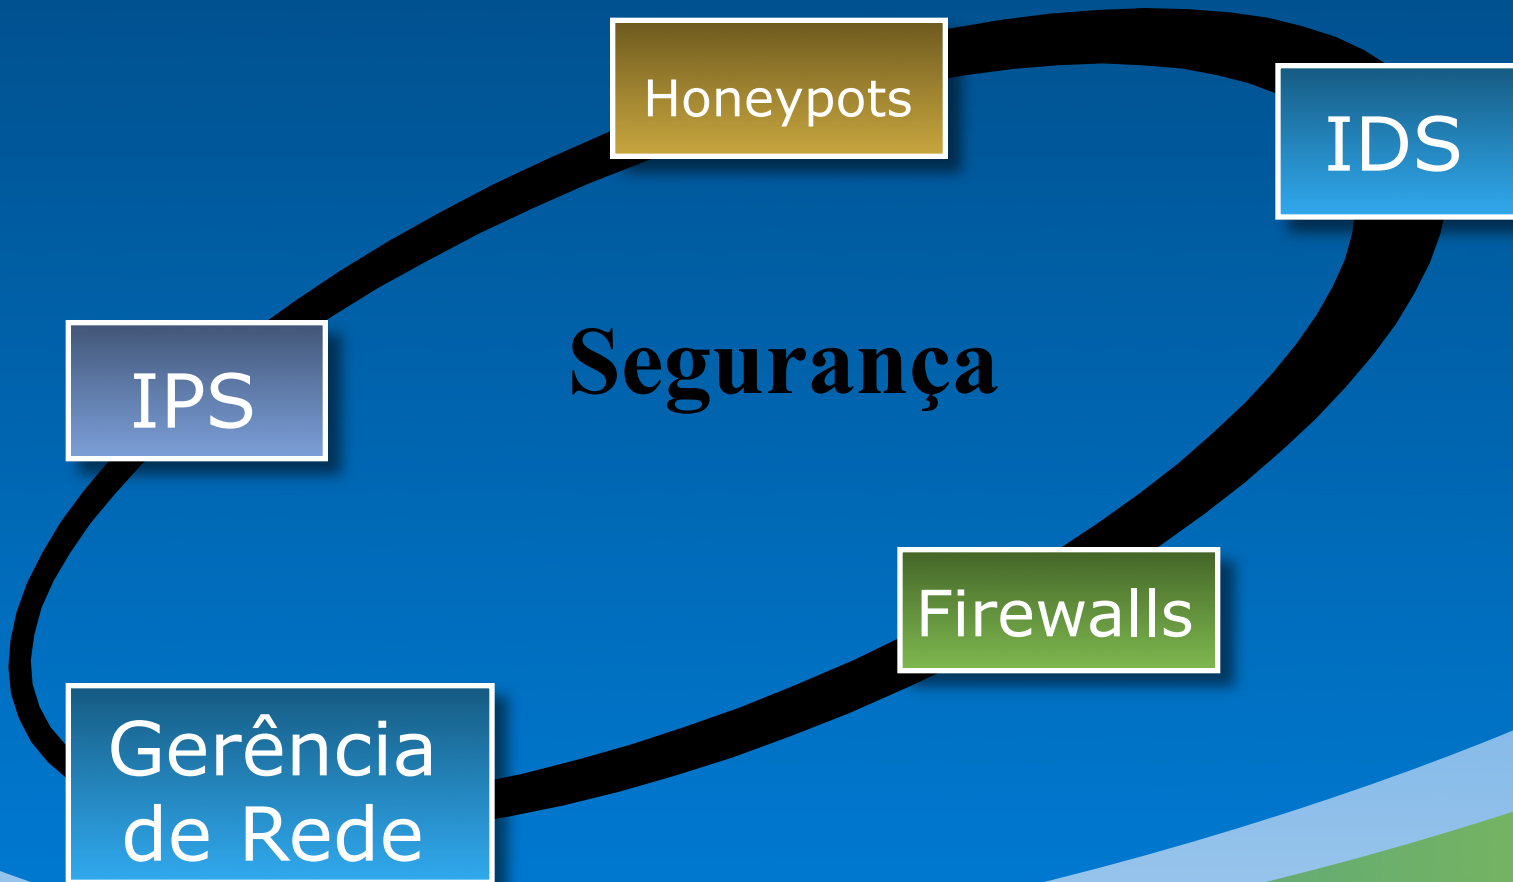 Honeypots
IDS
Segurança
IPS
Firewalls
Gerência
de Rede